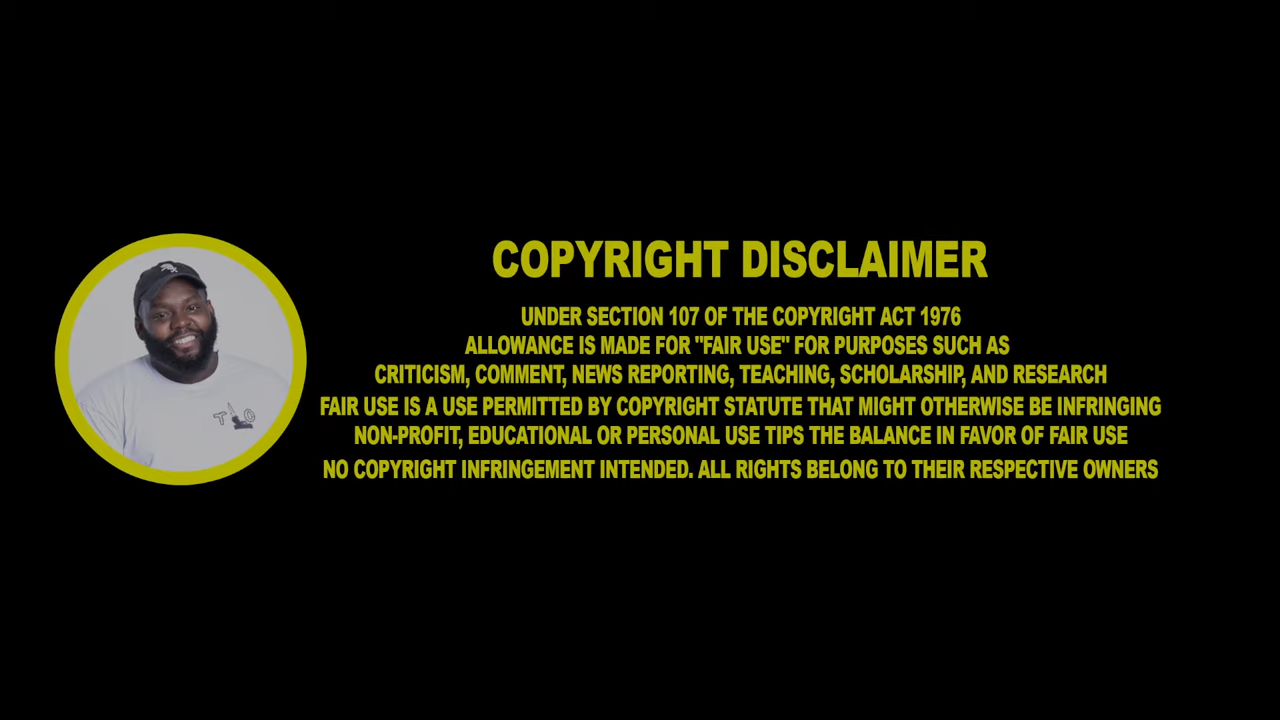 COPYRIGHT DISCLAIMER
UNDER SECTION 107 OF THE COPYRIGHT ACT 1976
ALLOWANCE IS MADE FOR "FAIR USE" FOR PURPOSES SUCH AS
CRITICISM, COMMENT, NEWS REPORTING, TEACHING, SCHOLARSHIP, AND RESEARCH
FAIR USE IS A USE PERMITTED BY COPYRIGHT STATUTE THAT MIGHT OTHERWISE BE INFRINGING
NON-PROFIT, EDUCATIONAL OR PERSONAL USE TIPS THE BALANCE IN FAVOR OF FAIR USE
NO COPYRIGHT INFRINGEMENT INTENDED. ALL RIGHTS BELONG TO THEIR RESPECTIVE OWNERS